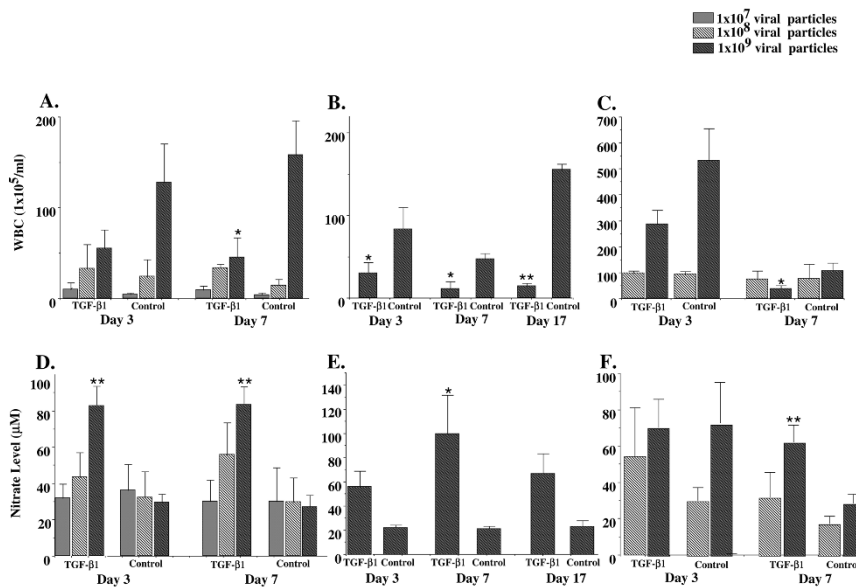 1x10⁷ viral particles
1x10⁸ viral particles
1x10⁹ viral particles
A.
B.
C.
WBC (1x10⁵/ml)
200
100
0
*
TGF-β1 Control TGF-β1 Control
Day 3 Day 7
200
100
0
* * **
TGF-β1 Control TGF-β1 Control TGF-β1 Control
Day 3 Day 7 Day 17
700
600
500
400
300
200
100
0
*
TGF-β1 Control TGF-β1 Control
Day 3 Day 7
D.
E.
F.
Nitrate Level (μM)
100
80
60
40
20
0
** **
TGF-β1 Control TGF-β1 Control
Day 3 Day 7
140
120
100
80
60
40
20
0
*
TGF-β1 Control TGF-β1 Control TGF-β1 Control
Day 3 Day 7 Day 17
80
60
40
20
0
**
TGF-β1 Control TGF-β1 Control
Day 3 Day 7